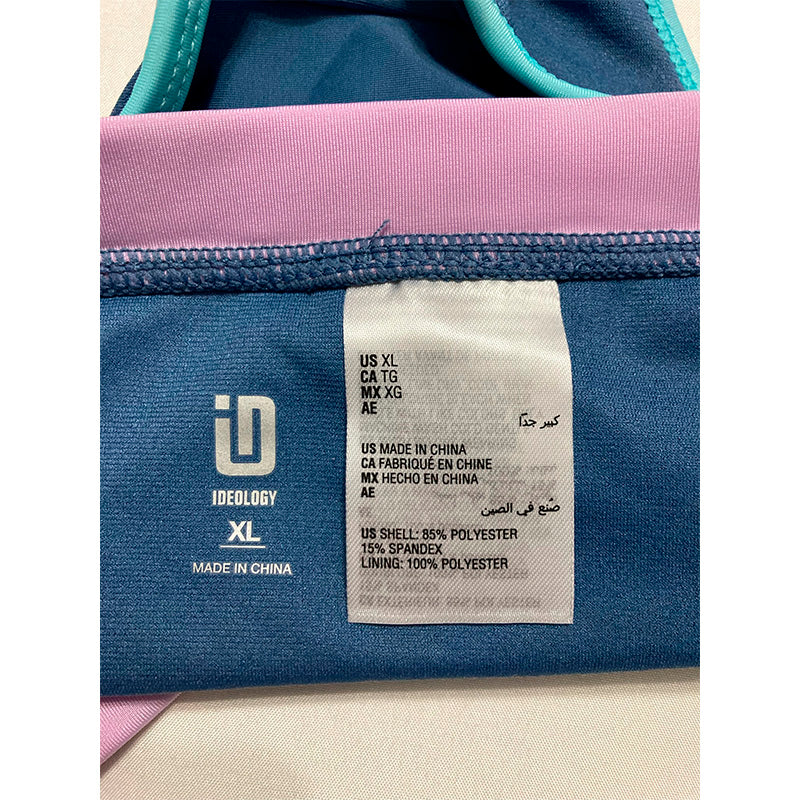 ID
IDEOLOGY
XL
MADE IN CHINA
US XL
CA TG
MX XG
AE
كبير جدًا
US MADE IN CHINA
CA FABRIQUÉ EN CHINE
MX HECHO EN CHINA
AE
صُنع في الصين
US SHELL: 85% POLYESTER
15% SPANDEX
LINING: 100% POLYESTER